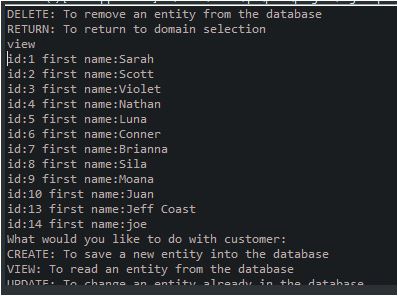 DELETE: To remove an entity from the database
RETURN: To return to domain selection
view
id:1 first name:Sarah
id:2 first name:Scott
id:3 first name:Violet
id:4 first name:Nathan
id:5 first name:Luna
id:6 first name:Conner
id:7 first name:Brianna
id:8 first name:Sila
id:9 first name:Moana
id:10 first name:Juan
id:13 first name:Jeff Coast
id:14 first name:joe
What would you like to do with customer:
CREATE: To save a new entity into the database
VIEW: To read an entity from the database
UPDATE: To change an entity already in the database